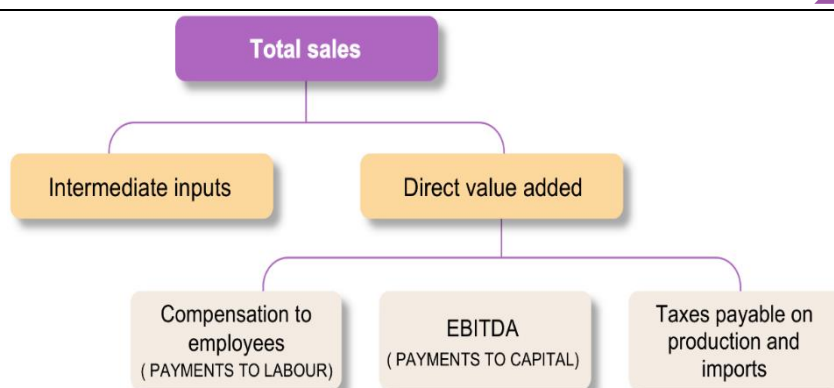 Total sales
Intermediate inputs
Direct value added
Compensation to
employees
( PAYMENTS TO LABOUR)
EBITDA
( PAYMENTS TO CAPITAL)
Taxes payable on
production and
imports